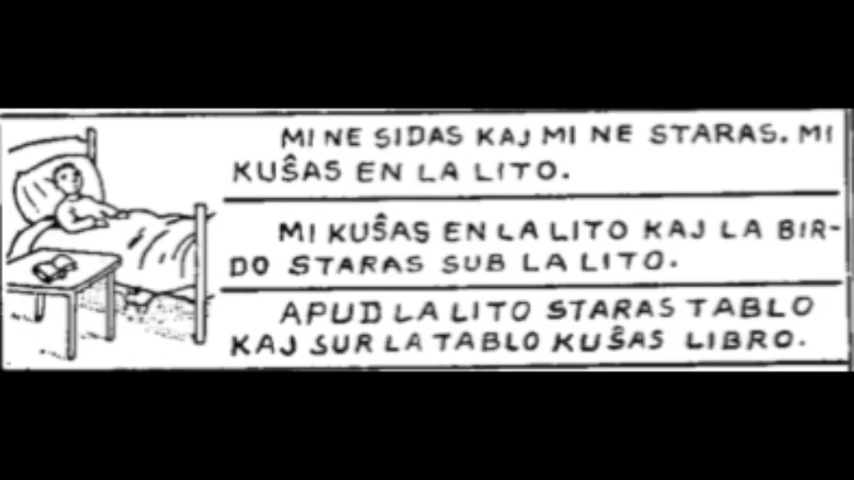 MI NE SIDAS KAJ MI NE STARAS. MI
KUŜAS EN LA LITO.
MI KUŜAS EN LA LITO KAJ LA BIR-
DO STARAS SUB LA LITO.
APUD LA LITO STARAS TABLO
KAJ SUR LA TABLO KUŜAS LIBRO.